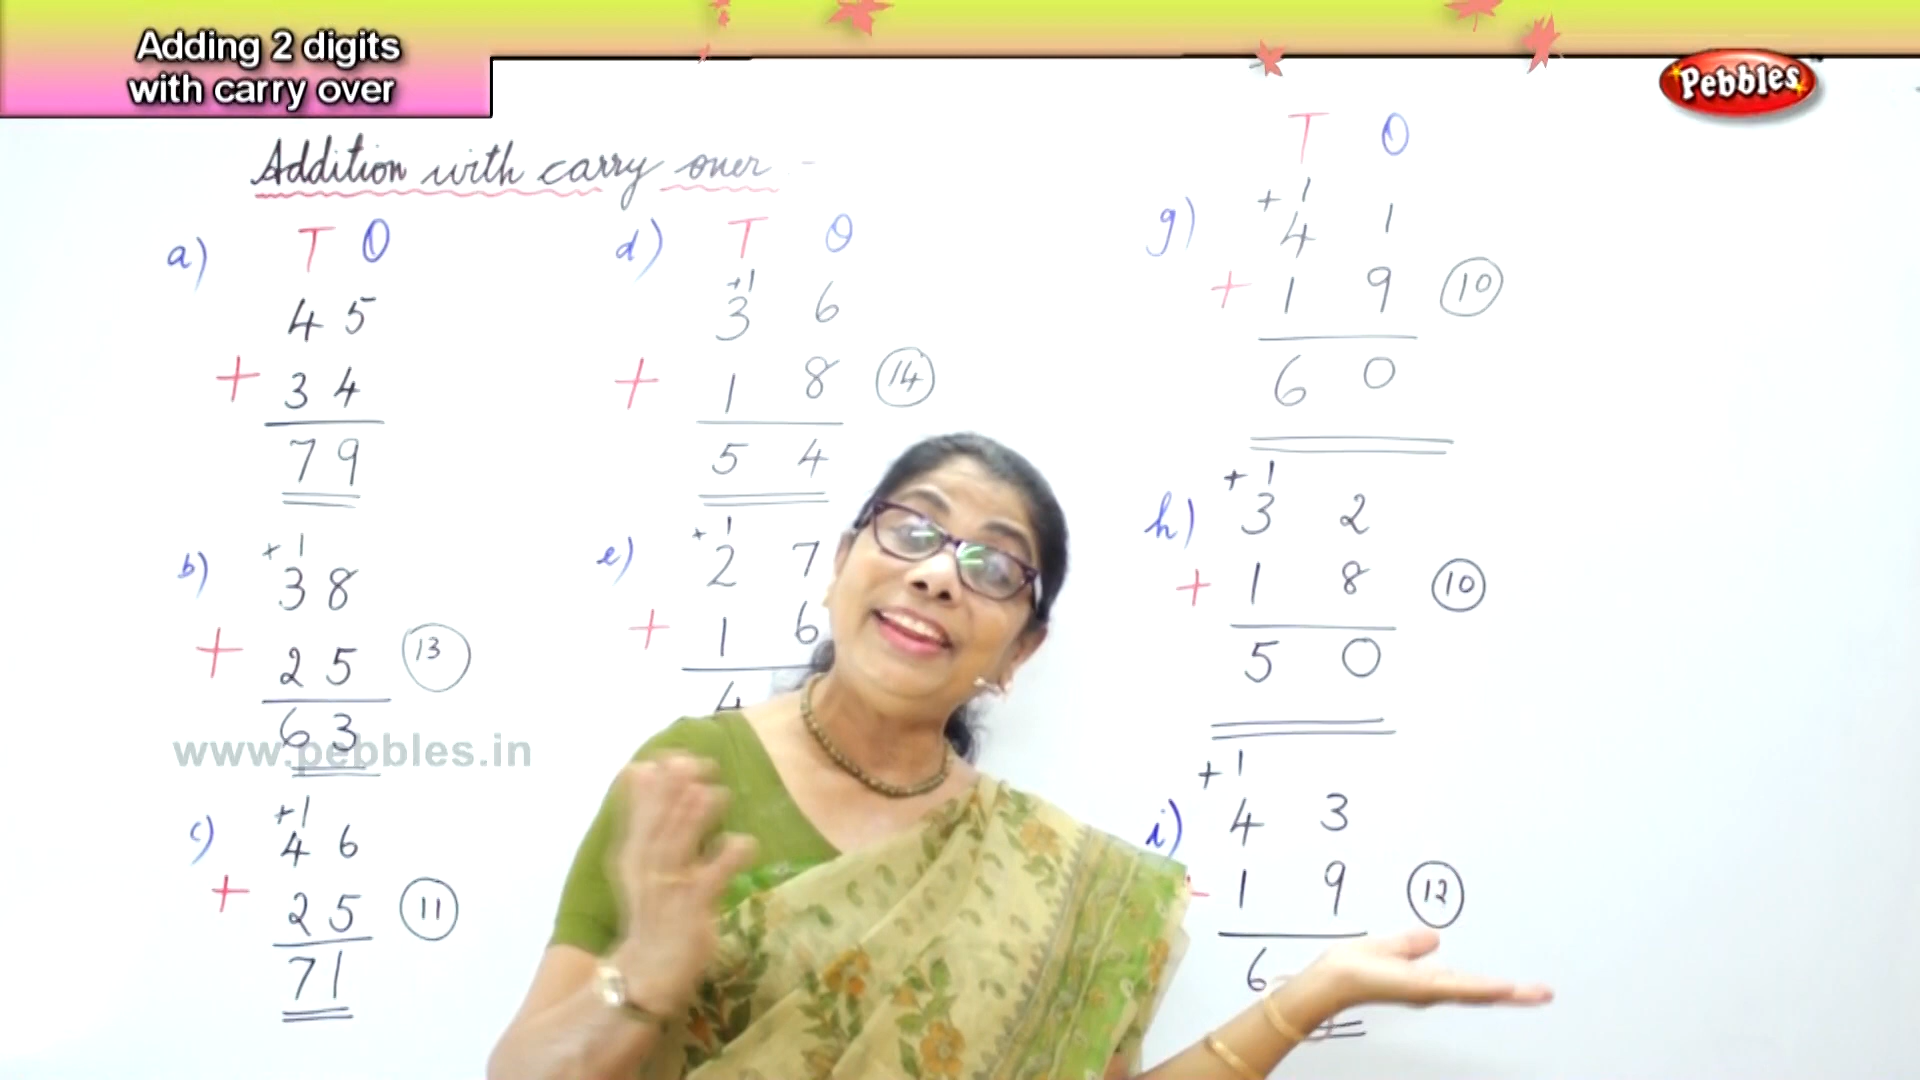 Adding 2 digits
with carry over
Pebbles
Addition with carry over -
a) T O
4 5
+ 3 4
7 9
b) + 1
3 8
+ 2 5 13
6 3
www.pebbles.in
c) +1
4 6
+ 2 5 11
7 1
d) T O
+1
3 6
+ 1 8 14
5 4
e) + 1
2 7
+ 1 6
4
g) T O
+ 1
4 1
+ 1 9 10
6 0
h) + 1
3 2
+ 1 8 10
5 0
i) + 1
4 3
1 9 12
6